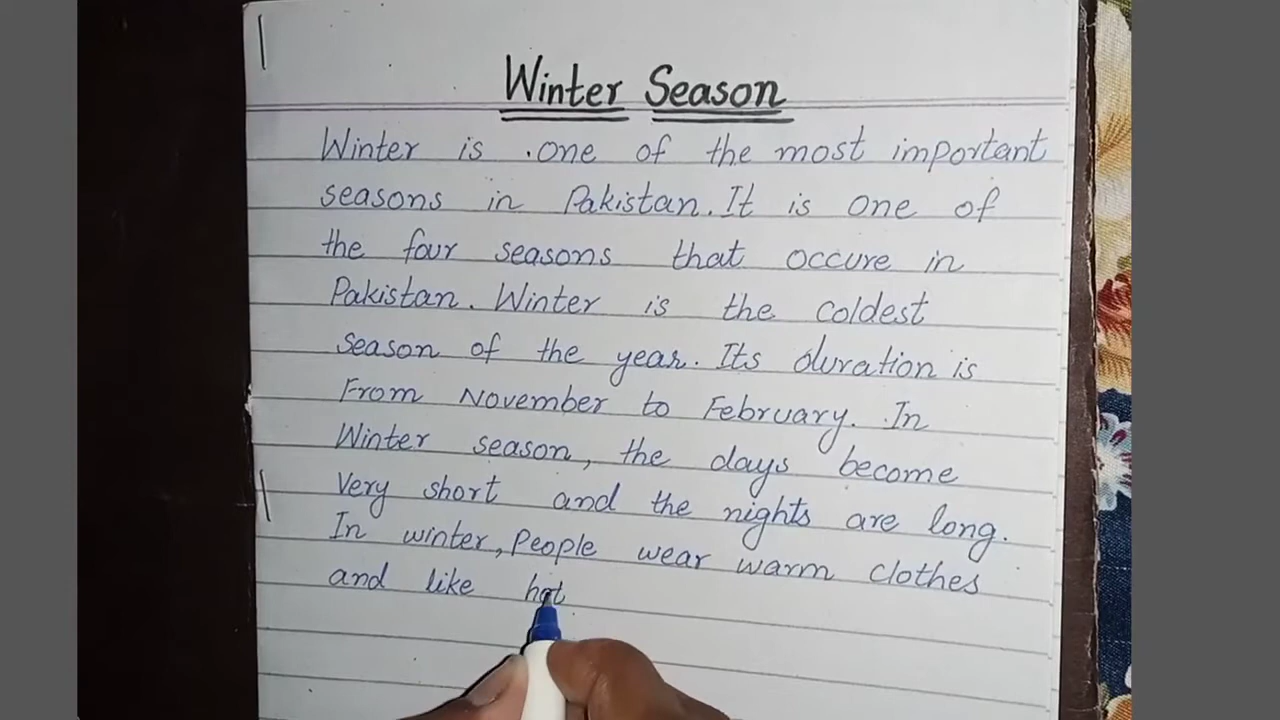 Winter Season
Winter is one of the most important
seasons in Pakistan. It is one of
the four seasons that occure in
Pakistan. Winter is the coldest
season of the year. Its duration is
From November to February. In
Winter season, the days become
Very short and the nights are long.
In winter, People wear warm clothes
and like hot